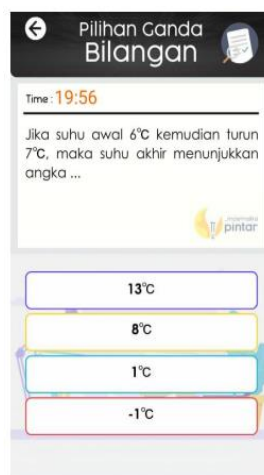 Pilihan Ganda
Bilangan
Time : 19:56
Jika suhu awal 6°C kemudian turun
7°C, maka suhu akhir menunjukkan
angka ...
matematika
pintar
13°C
8°C
1°C
-1°C